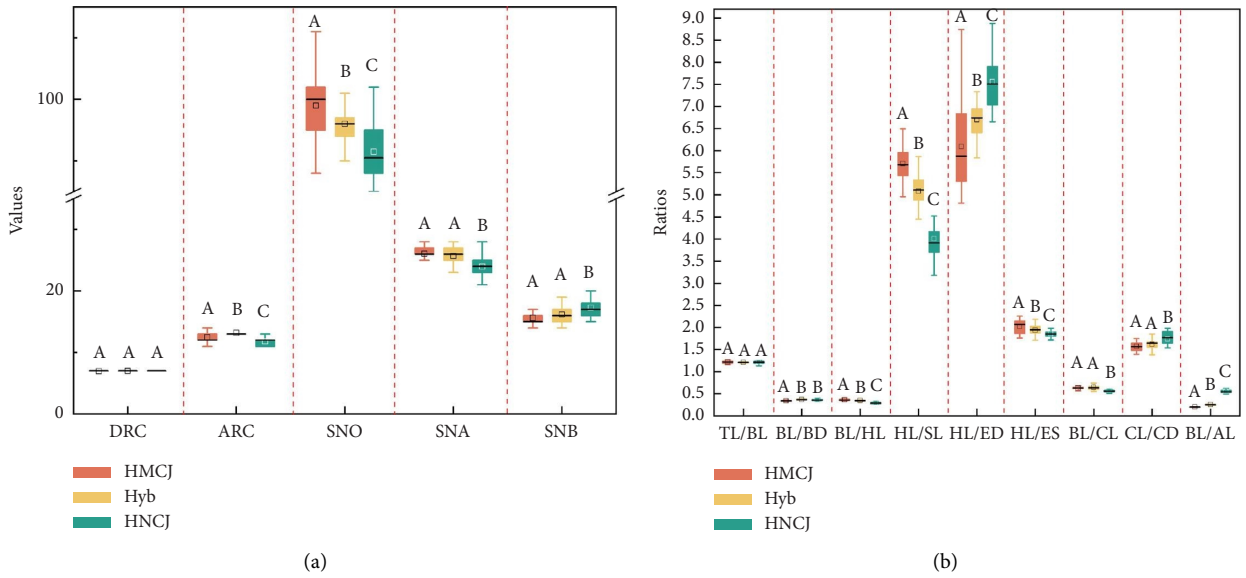 Values
100
20
0
A A A
A B C
A
B
C
A A B
A A B
DRC ARC SNO SNA SNB
HMCJ
Hyb
HNCJ
(a)
Ratios
9.0
8.5
8.0
7.5
7.0
6.5
6.0
5.5
5.0
4.5
4.0
3.5
3.0
2.5
2.0
1.5
1.0
0.5
0.0
A A A
A B B
A B C
A
B
C
A
B
C
A B C
A A B
A A B
A B C
TL/BL BL/BD BL/HL HL/SL HL/ED HL/ES BL/CL CL/CD BL/AL
HMCJ
Hyb
HNCJ
(b)